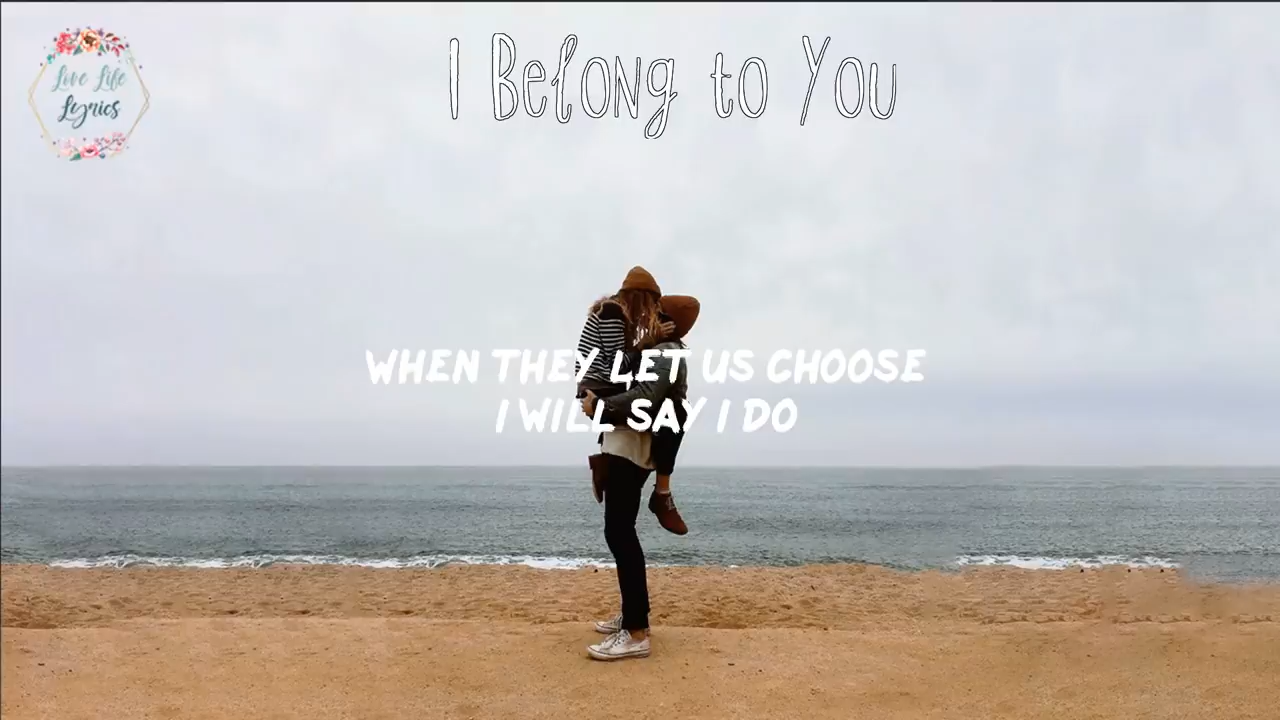 I Belong to You
Love Life
Lyrics
WHEN THEY LET US CHOOSE
I WILL SAY I DO